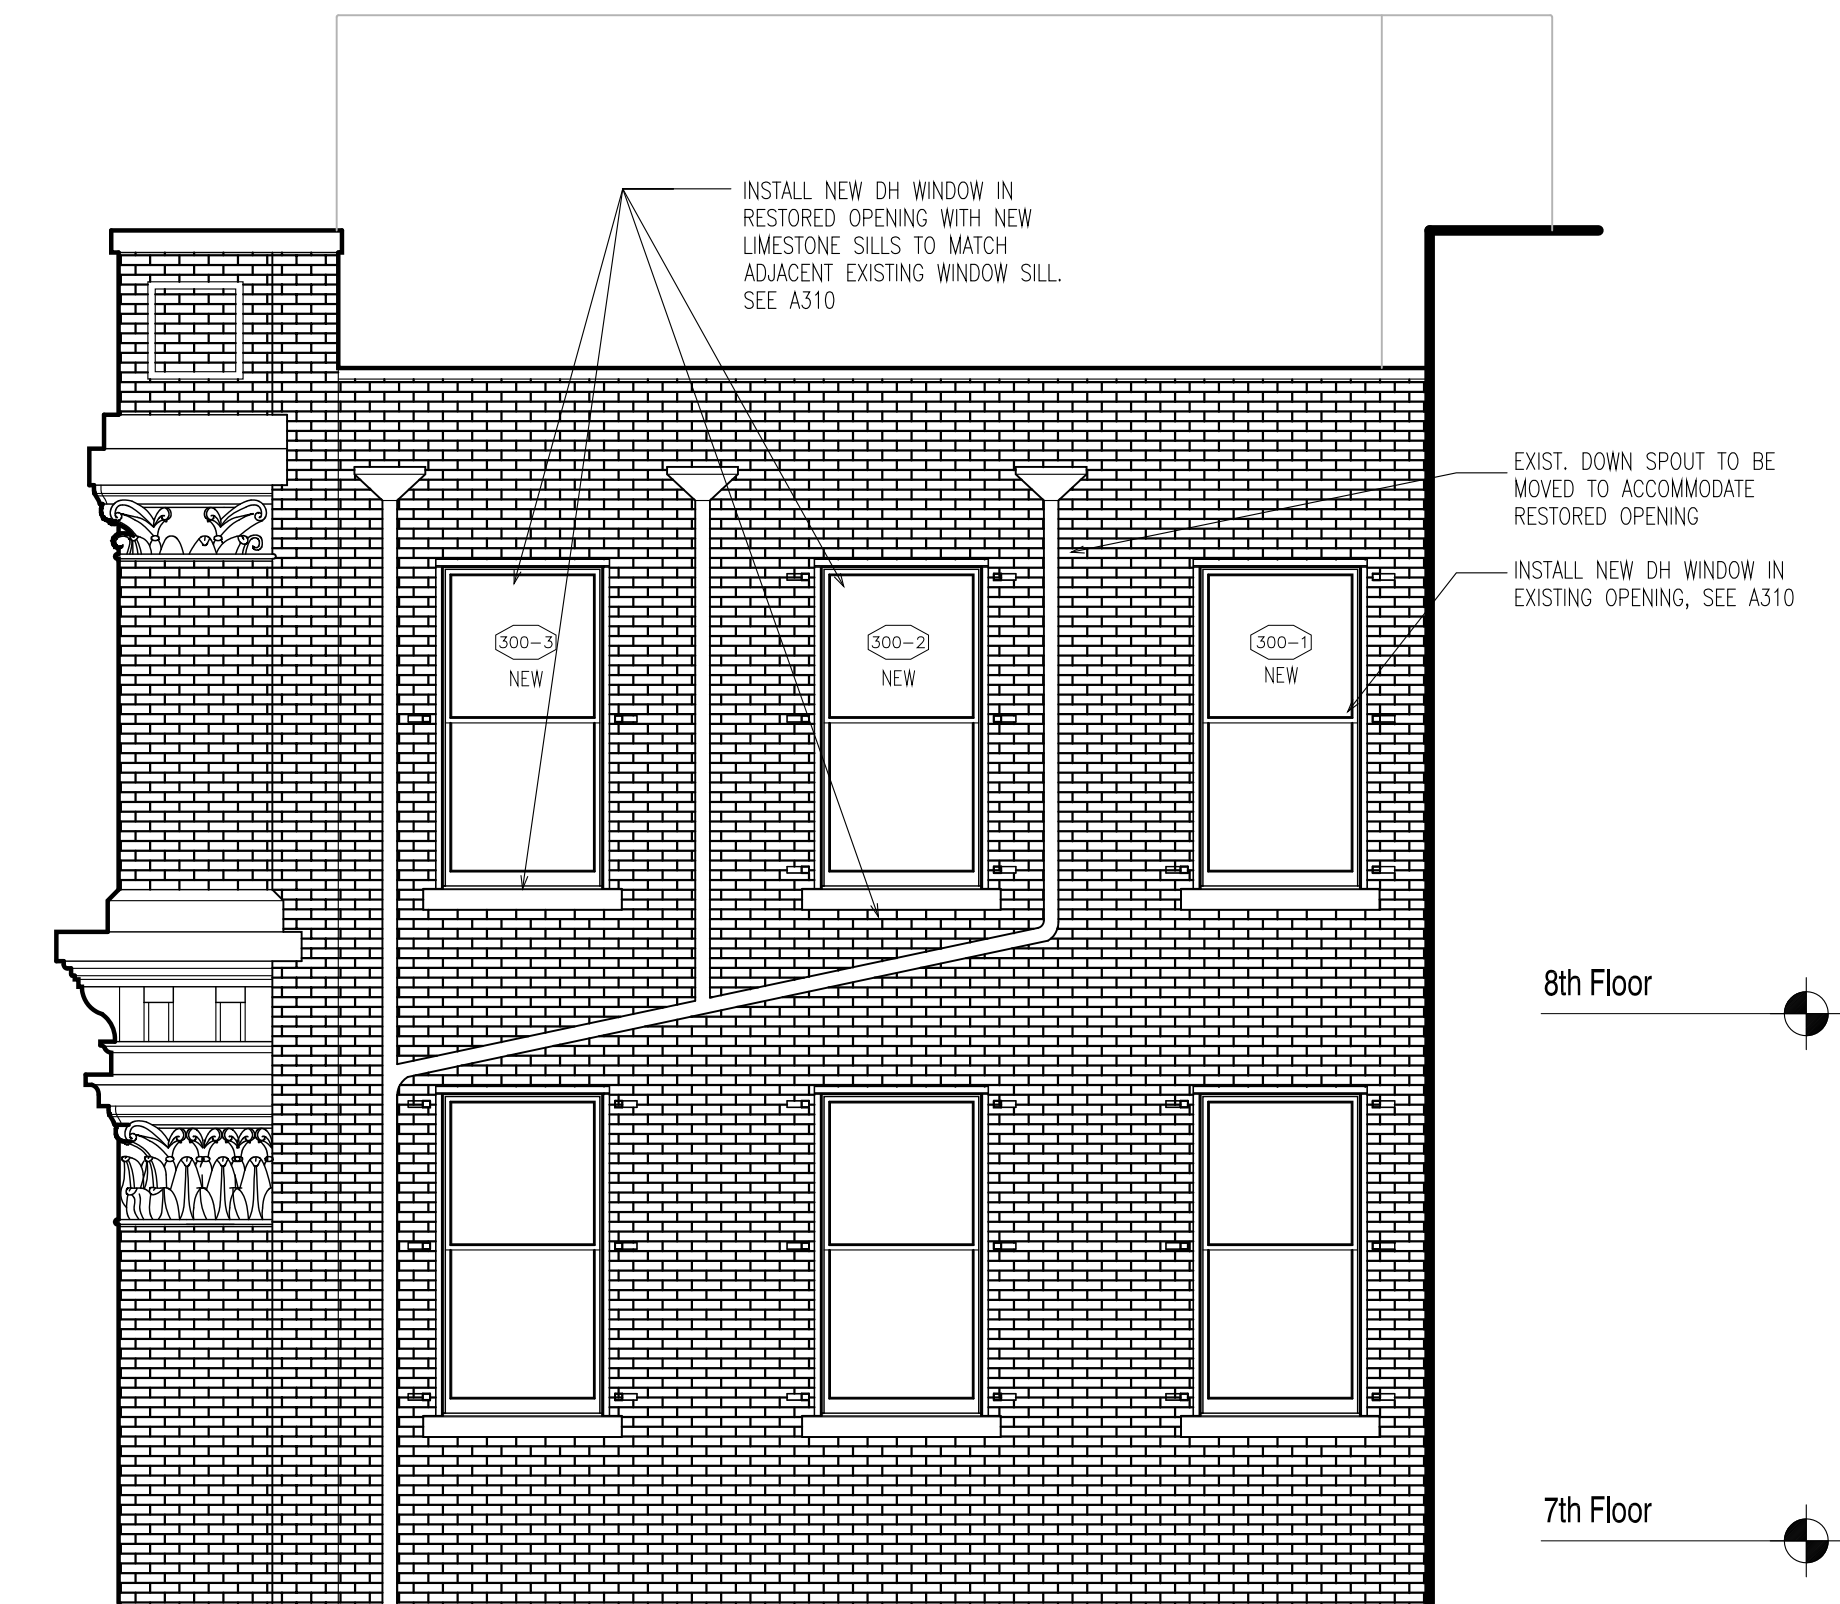 INSTALL NEW DH WINDOW IN
RESTORED OPENING WITH NEW
LIMESTONE SILLS TO MATCH
ADJACENT EXISTING WINDOW SILL.
SEE A310
EXIST. DOWN SPOUT TO BE
MOVED TO ACCOMMODATE
RESTORED OPENING
INSTALL NEW DH WINDOW IN
EXISTING OPENING, SEE A310
300-3
NEW
300-2
NEW
300-1
NEW
8th Floor
7th Floor